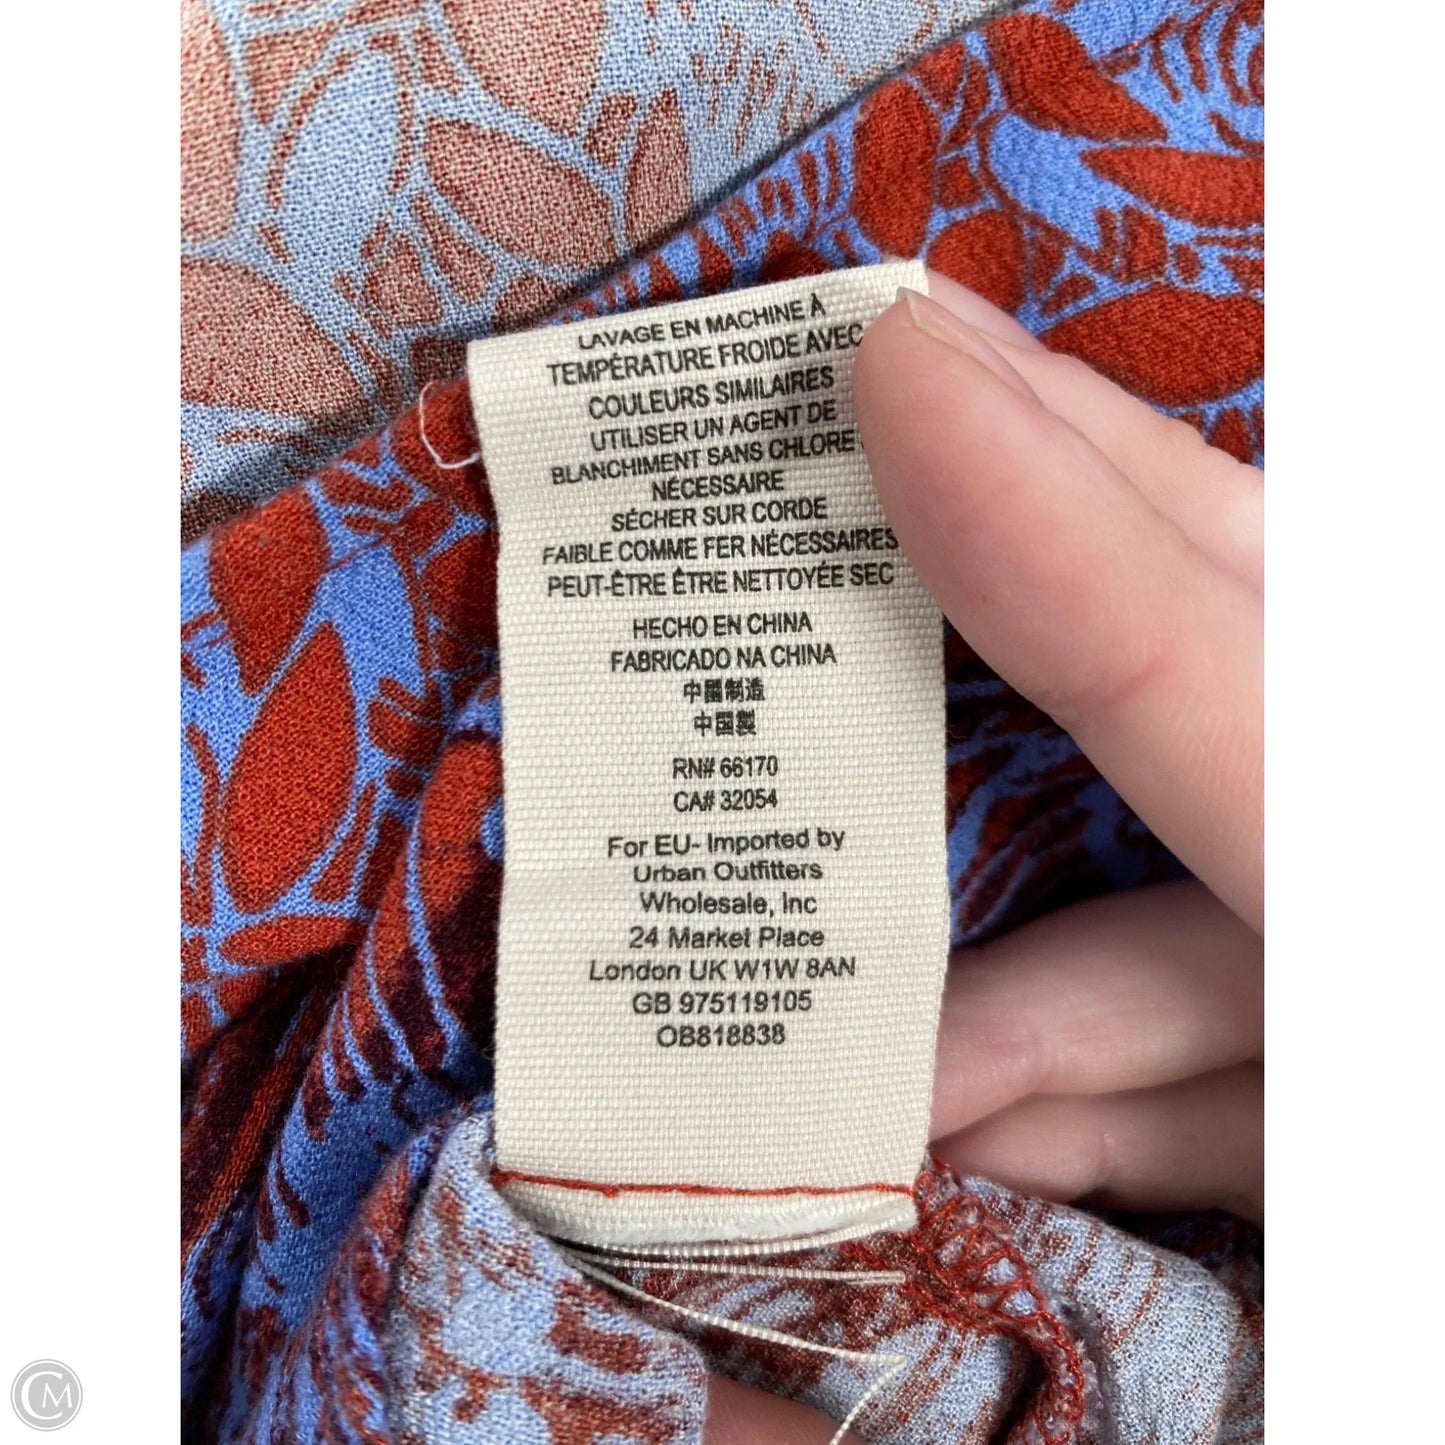 LAVAGE EN MACHINE À
TEMPÉRATURE FROIDE AVEC
COULEURS SIMILAIRES
UTILISER UN AGENT DE
BLANCHIMENT SANS CHLORE
NÉCESSAIRE
SÉCHER SUR CORDE
FAIBLE COMME FER NÉCESSAIRES
PEUT-ÊTRE ÊTRE NETTOYÉE SEC
HECHO EN CHINA
FABRICADO NA CHINA
中國制造
中国製
RN# 66170
CA# 32054
For EU- Imported by
Urban Outfitters
Wholesale, Inc
24 Market Place
London UK W1W 8AN
GB 975119105
OB818838
CM